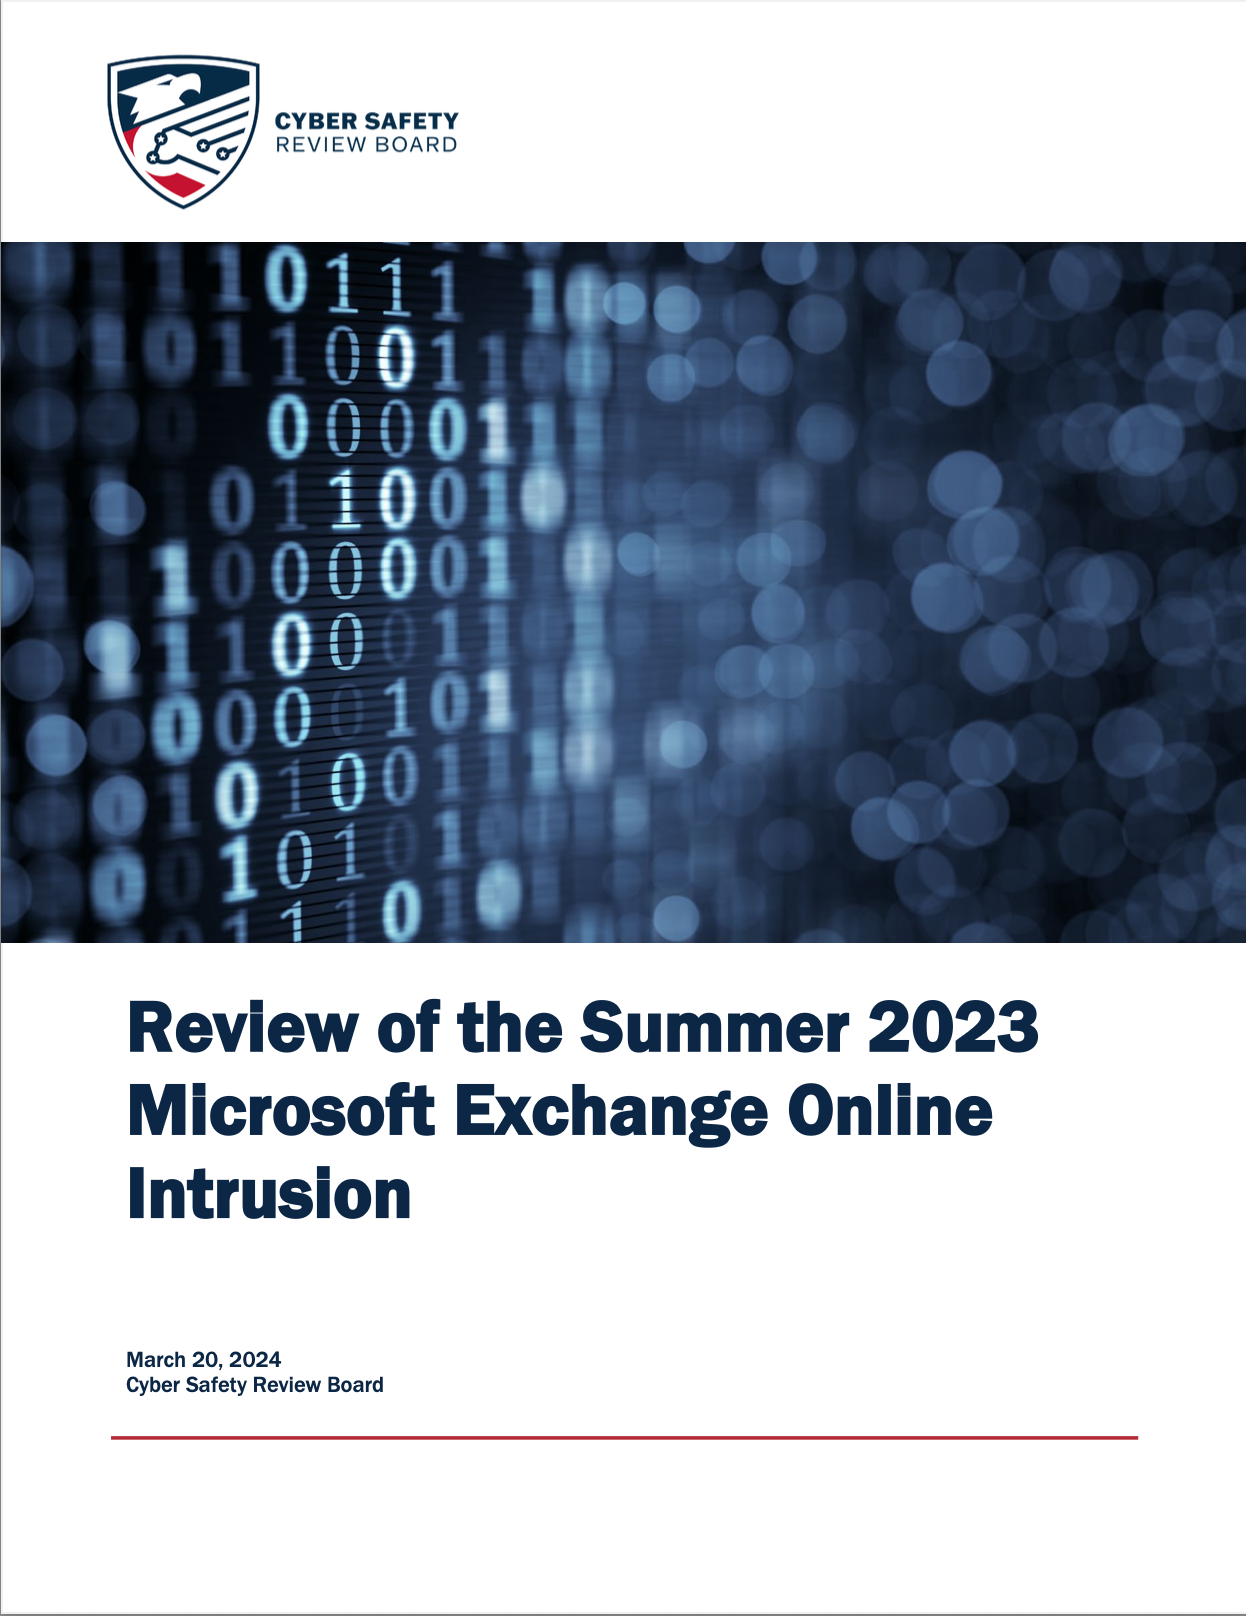 CYBER SAFETY
REVIEW BOARD
Review of the Summer 2023
Microsoft Exchange Online
Intrusion
March 20, 2024
Cyber Safety Review Board